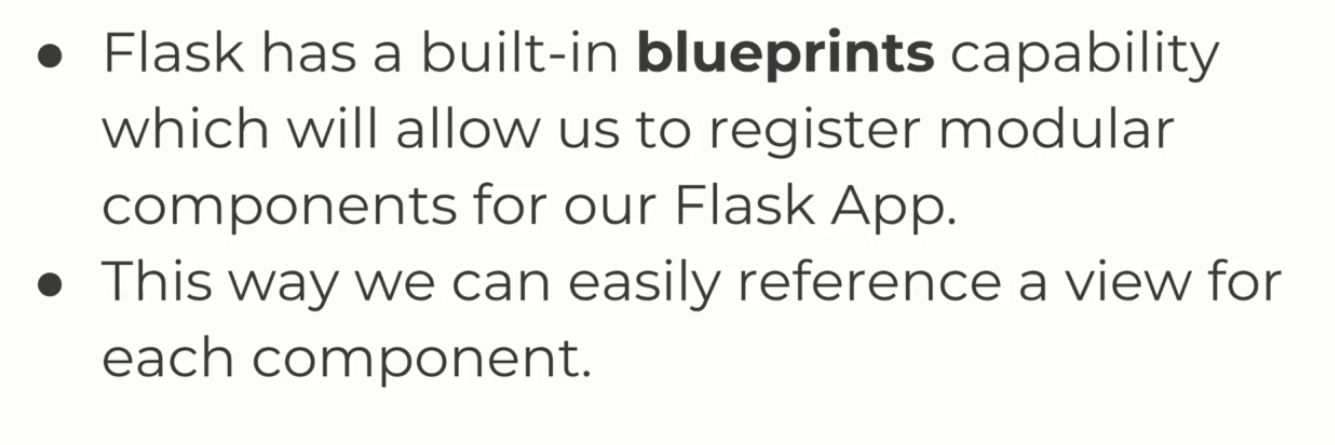 ● Flask has a built-in blueprints capability
which will allow us to register modular
components for our Flask App.
● This way we can easily reference a view for
each component.